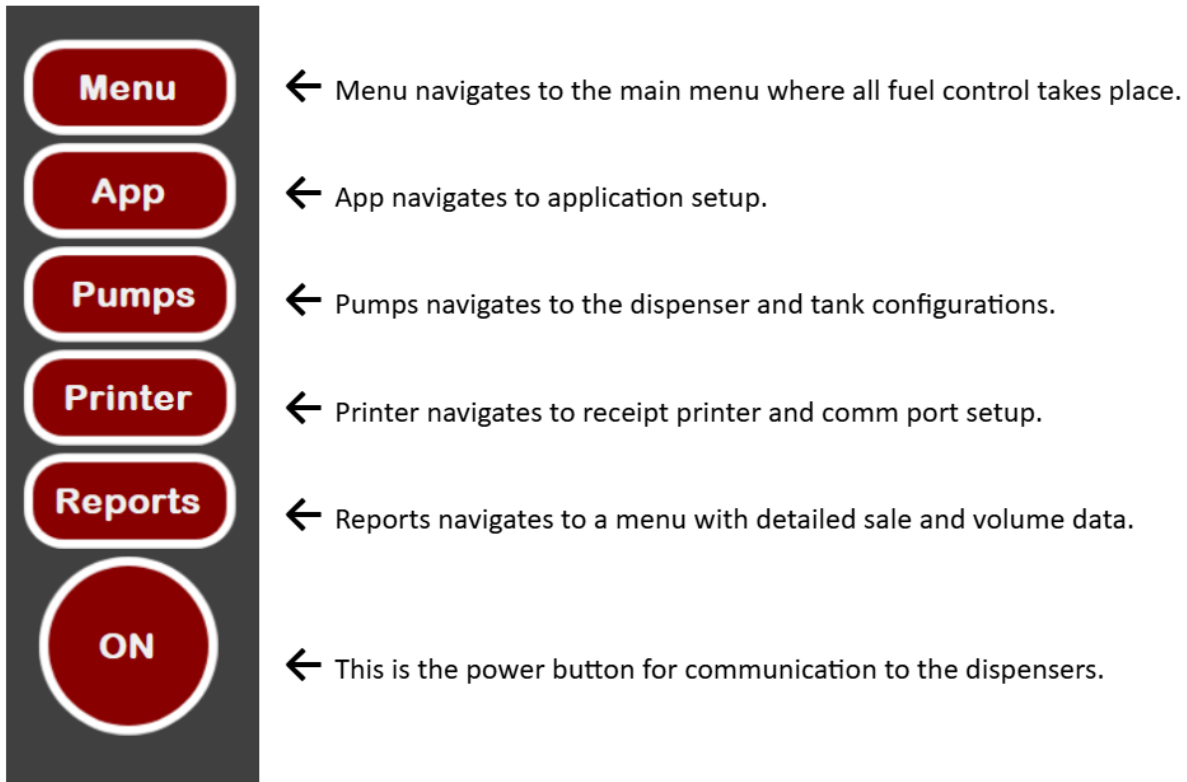 Menu
← Menu navigates to the main menu where all fuel control takes place.
App
← App navigates to application setup.
Pumps
← Pumps navigates to the dispenser and tank configurations.
Printer
← Printer navigates to receipt printer and comm port setup.
Reports
← Reports navigates to a menu with detailed sale and volume data.
ON
← This is the power button for communication to the dispensers.